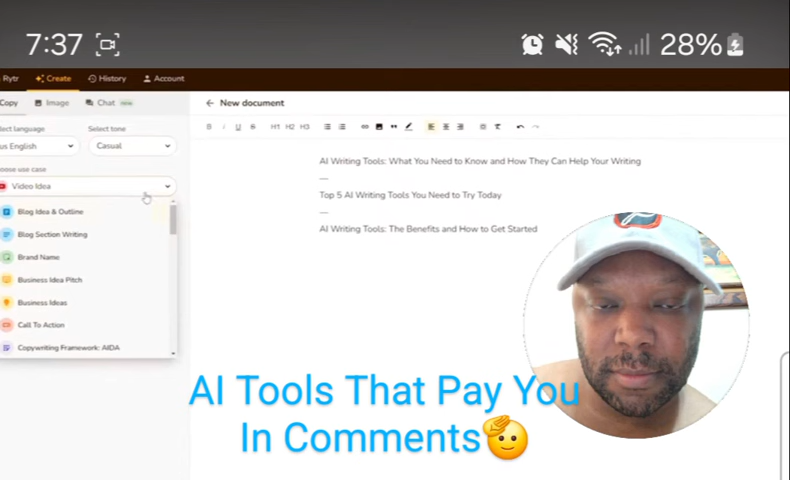 7:37
28%
Rytr Create History Account
Copy Image Chat new
New document
Select language Select tone
US English Casual
B I U S H1 H2 H3
Choose use case
Video Idea
Blog Idea & Outline
Blog Section Writing
Brand Name
Business Idea Pitch
Business Ideas
Call To Action
Copywriting Framework: AIDA
AI Writing Tools: What You Need to Know and How They Can Help Your Writing
—
Top 5 AI Writing Tools You Need to Try Today
—
AI Writing Tools: The Benefits and How to Get Started
AI Tools That Pay You
In Comments🫡